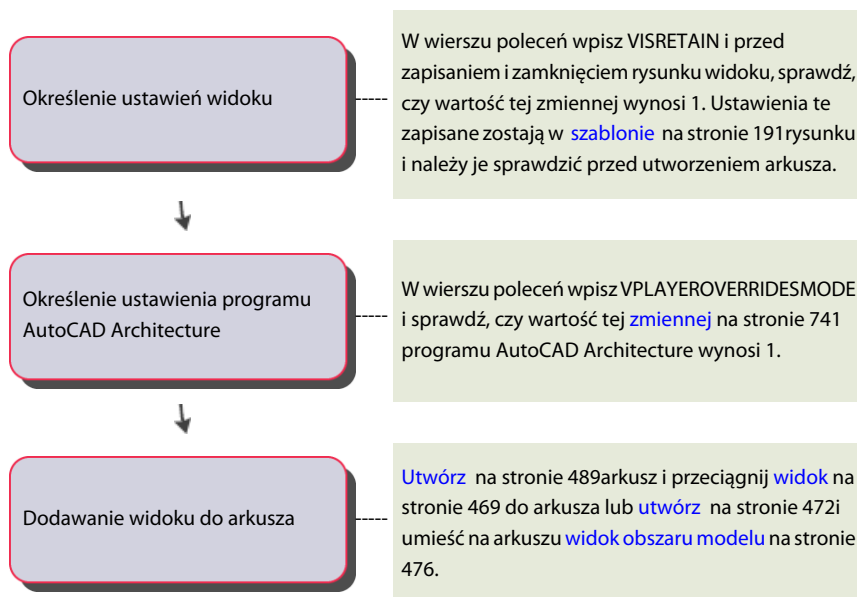 Określenie ustawień widoku
W wierszu poleceń wpisz VISRETAIN i przed
zapisaniem i zamknięciem rysunku widoku, sprawdź,
czy wartość tej zmiennej wynosi 1. Ustawienia te
zapisane zostają w szablonie na stronie 191rysunku
i należy je sprawdzić przed utworzeniem arkusza.
Określenie ustawienia programu
AutoCAD Architecture
W wierszu poleceń wpisz VPLAYEROVERRIDESMODE
i sprawdź, czy wartość tej zmiennej na stronie 741
programu AutoCAD Architecture wynosi 1.
Dodawanie widoku do arkusza
Utwórz na stronie 489arkusz i przeciągnij widok na
stronie 469 do arkusza lub utwórz na stronie 472i
umieść na arkuszu widok obszaru modelu na stronie
476.